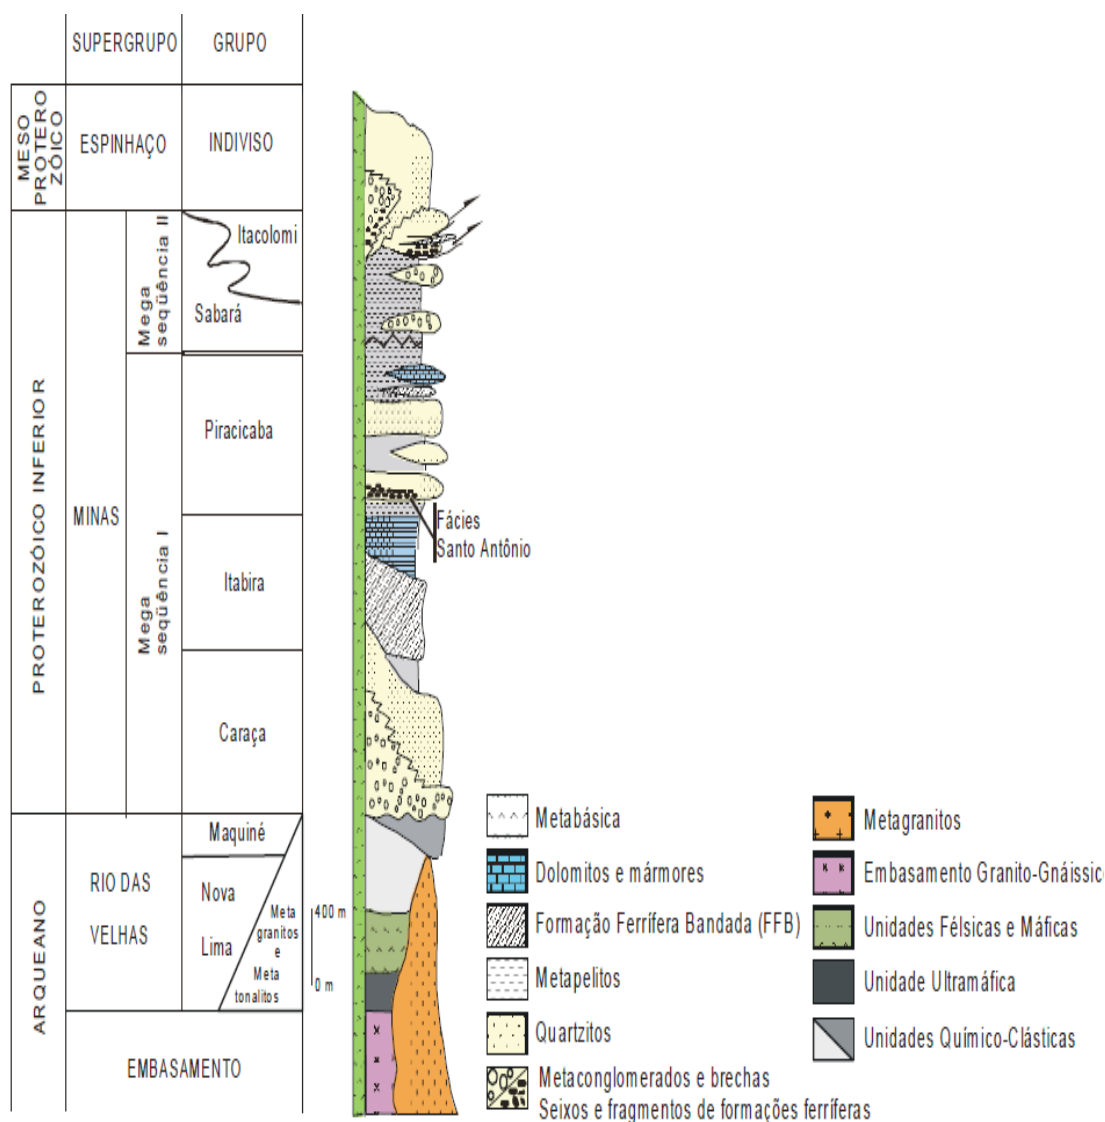 SUPERGRUPO
GRUPO
MESO
PROTERO
ZÓICO
ESPINHAÇO
INDIVISO
PROTEROZÓICO INFERIOR
MINAS
Mega
seqüência II
Itacolomi
Sabará
Mega
seqüência I
Piracicaba
Itabira
Caraça
Fácies
Santo Antônio
ARQUEANO
RIO DAS
VELHAS
Maquiné
Nova
Lima
Meta
granitos
e
Meta
tonalitos
400 m
0 m
EMBASAMENTO
Metabásica
Dolomitos e mármores
Formação Ferrífera Bandada (FFB)
Metapelitos
Quartzitos
Metaconglomerados e brechas
Seixos e fragmentos de formações ferríferas
Metagranitos
Embasamento Granito-Gnáissic
Unidades Félsicas e Máficas
Unidade Ultramáfica
Unidades Químico-Clásticas